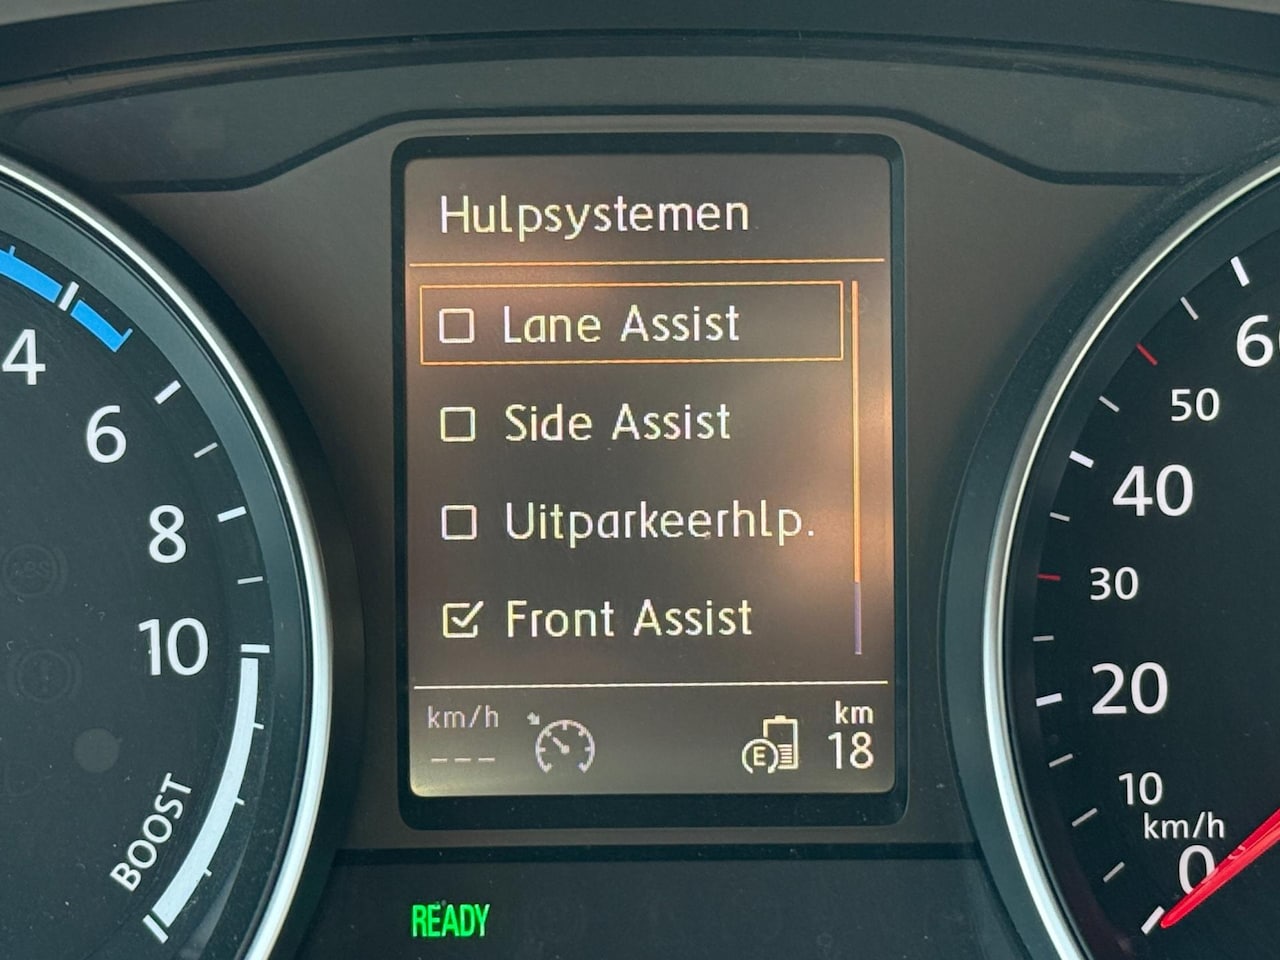 Hulpsystemen
Lane Assist
Side Assist
Uitparkeerhlp.
Front Assist
km/h
---
E
km
18
4
6
8
10
BOOST
READY
60
50
40
30
20
10
km/h
0